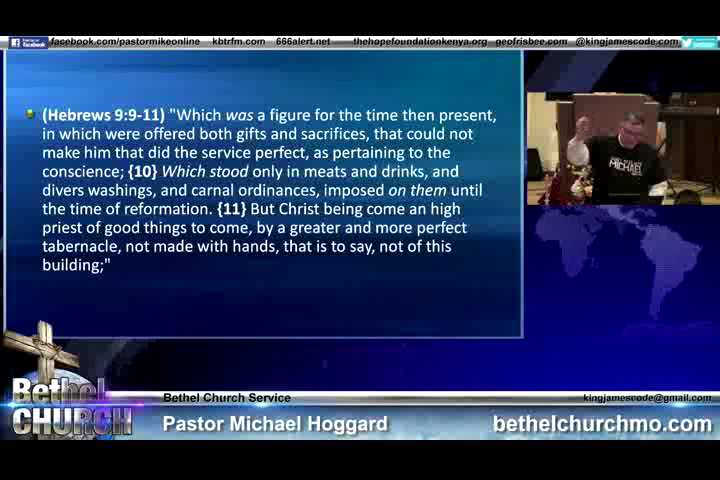 facebook.com/pastormikeonline kbtrfm.com 666alert.net thehopefoundationkenya.org geofrisbee.com @kingjamescode.com
(Hebrews 9:9-11) "Which was a figure for the time then present,
in which were offered both gifts and sacrifices, that could not
make him that did the service perfect, as pertaining to the
conscience; {10} Which stood only in meats and drinks, and
divers washings, and carnal ordinances, imposed on them until
the time of reformation. {11} But Christ being come an high
priest of good things to come, by a greater and more perfect
tabernacle, not made with hands, that is to say, not of this
building;"
MICHAEL
Bethel
CHURCH
Bethel Church Service kingjamescode@gmail.com
Pastor Michael Hoggard bethelchurchmo.com